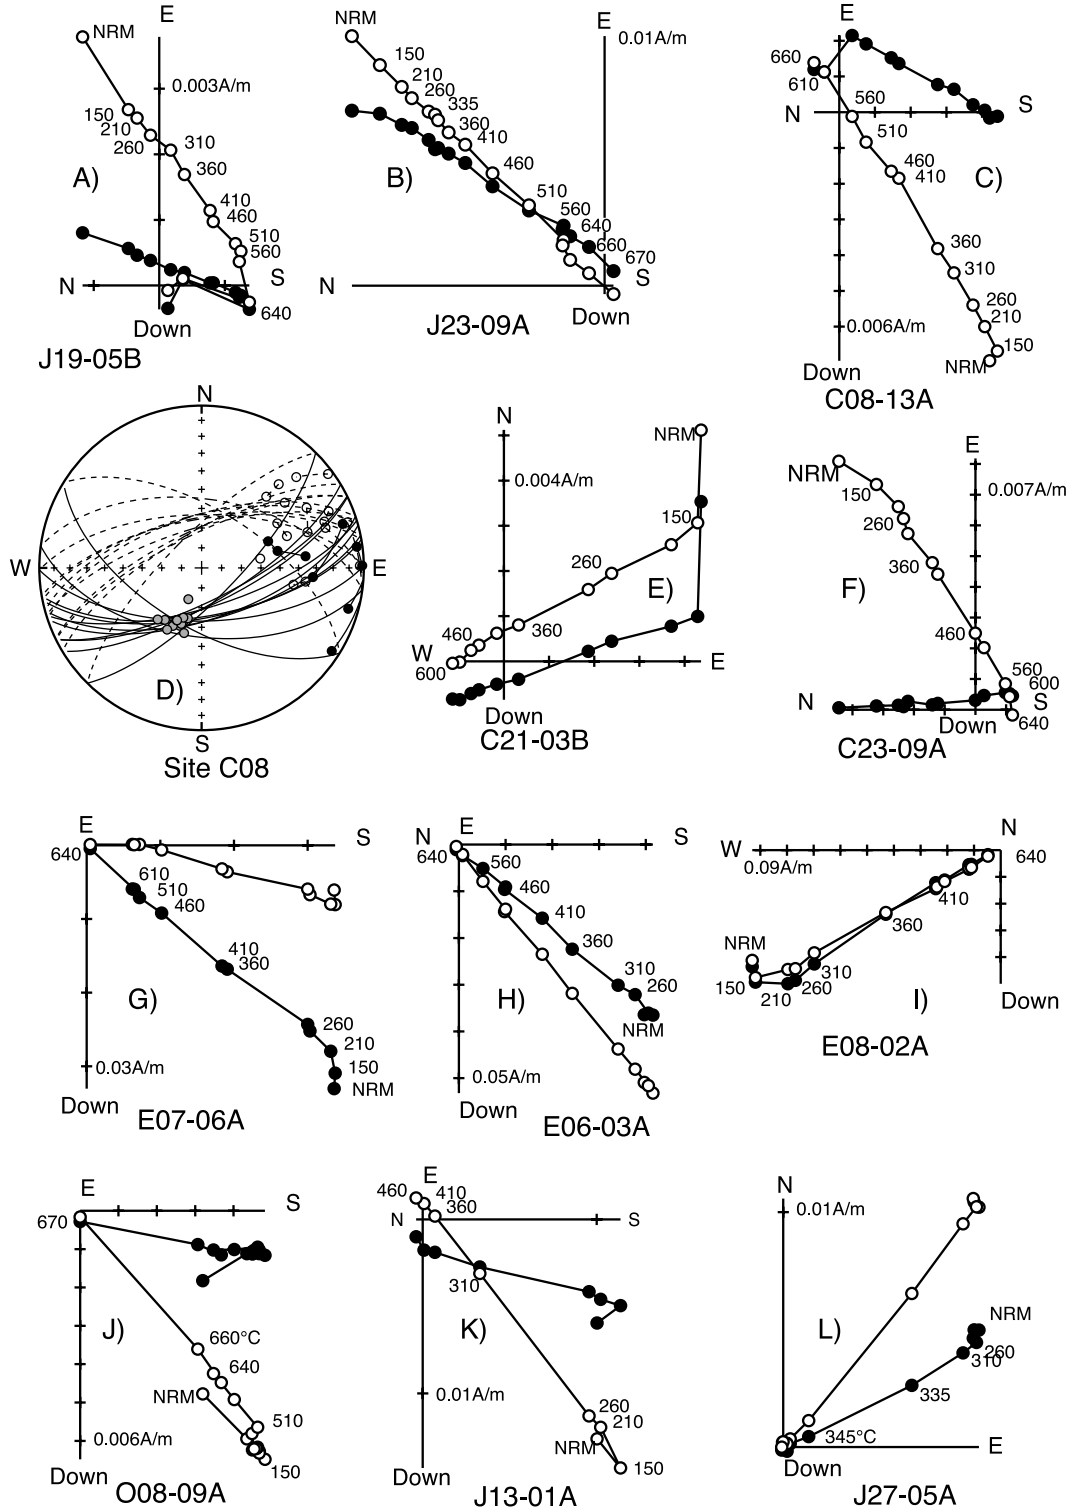 E
NRM
0.003A/m
150
210
260
310
360
A)
410
460
510
560
N
S
640
Down
J19-05B
NRM
E
0.01A/m
150
210
260
335
360
410
B)
460
510
560
640
660
670
N
S
Down
J23-09A
E
660
610
N
S
560
510
460
410
C)
360
310
260
210
0.006A/m
150
NRM
Down
C08-13A
N
W
E
D)
S
Site C08
N
NRM
0.004A/m
150
260
E)
460
360
W
600
E
Down
C21-03B
E
NRM
0.007A/m
150
260
360
F)
460
560
600
N
S
Down
640
C23-09A
E
S
640
610
510
460
410
360
G)
260
210
0.03A/m
150
NRM
Down
E07-06A
N
E
S
640
560
460
410
360
310
H)
260
NRM
0.05A/m
Down
E06-03A
N
W
0.09A/m
640
410
360
NRM
310
150
210
260
I)
Down
E08-02A
E
S
670
J)
660°C
640
NRM
510
0.006A/m
150
Down
O08-09A
E
460
410
360
N
S
310
K)
0.01A/m
260
210
NRM
150
Down
J13-01A
N
0.01A/m
L)
NRM
260
310
335
345°C
E
Down
J27-05A